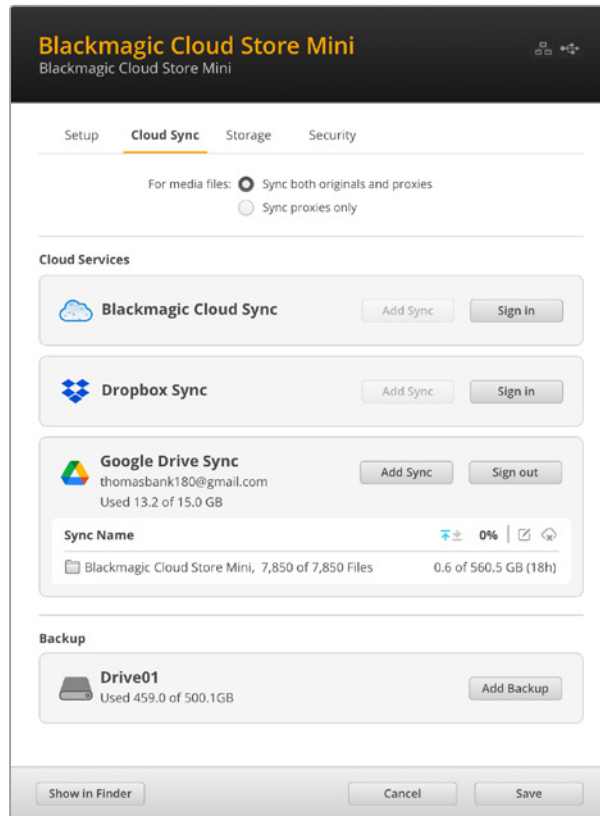 Blackmagic Cloud Store Mini
Blackmagic Cloud Store Mini
Setup Cloud Sync Storage Security
For media files: Sync both originals and proxies
Sync proxies only
Cloud Services
Blackmagic Cloud Sync Add Sync Sign in
Dropbox Sync Add Sync Sign in
Google Drive Sync Add Sync Sign out
thomasbank180@gmail.com
Used 13.2 of 15.0 GB
Sync Name 0%
Blackmagic Cloud Store Mini, 7,850 of 7,850 Files 0.6 of 560.5 GB (18h)
Backup
Drive01 Add Backup
Used 459.0 of 500.1GB
Show in Finder Cancel Save